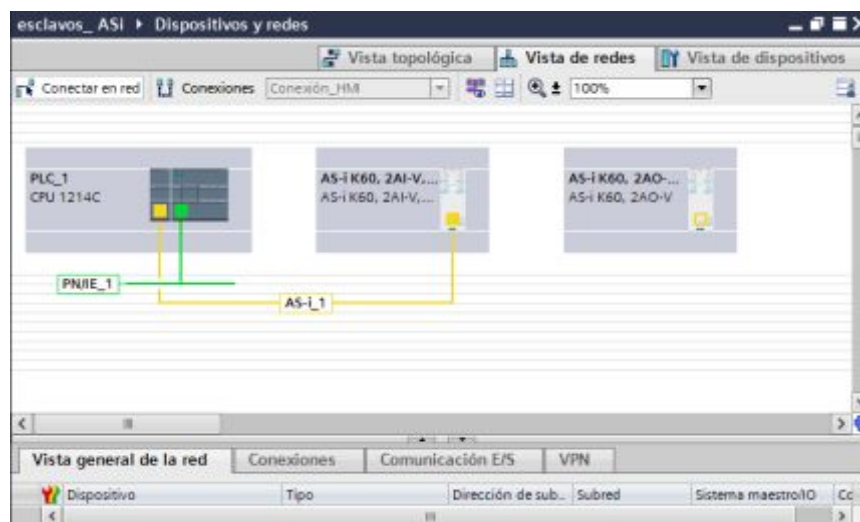 esclavos_ ASI ▸ Dispositivos y redes
Vista topológica Vista de redes Vista de dispositivos
Conectar en red Conexiones Conexión_HMI 100%
PLC_1
CPU 1214C
AS-i K60, 2AI-V,...
AS-i K60, 2AI-V,...
AS-i K60, 2AO-...
AS-i K60, 2AO-V
PN/IE_1
AS-i_1
Vista general de la red Conexiones Comunicación E/S VPN
Dispositivo Tipo Dirección de sub... Subred Sistema maestro/IO Co